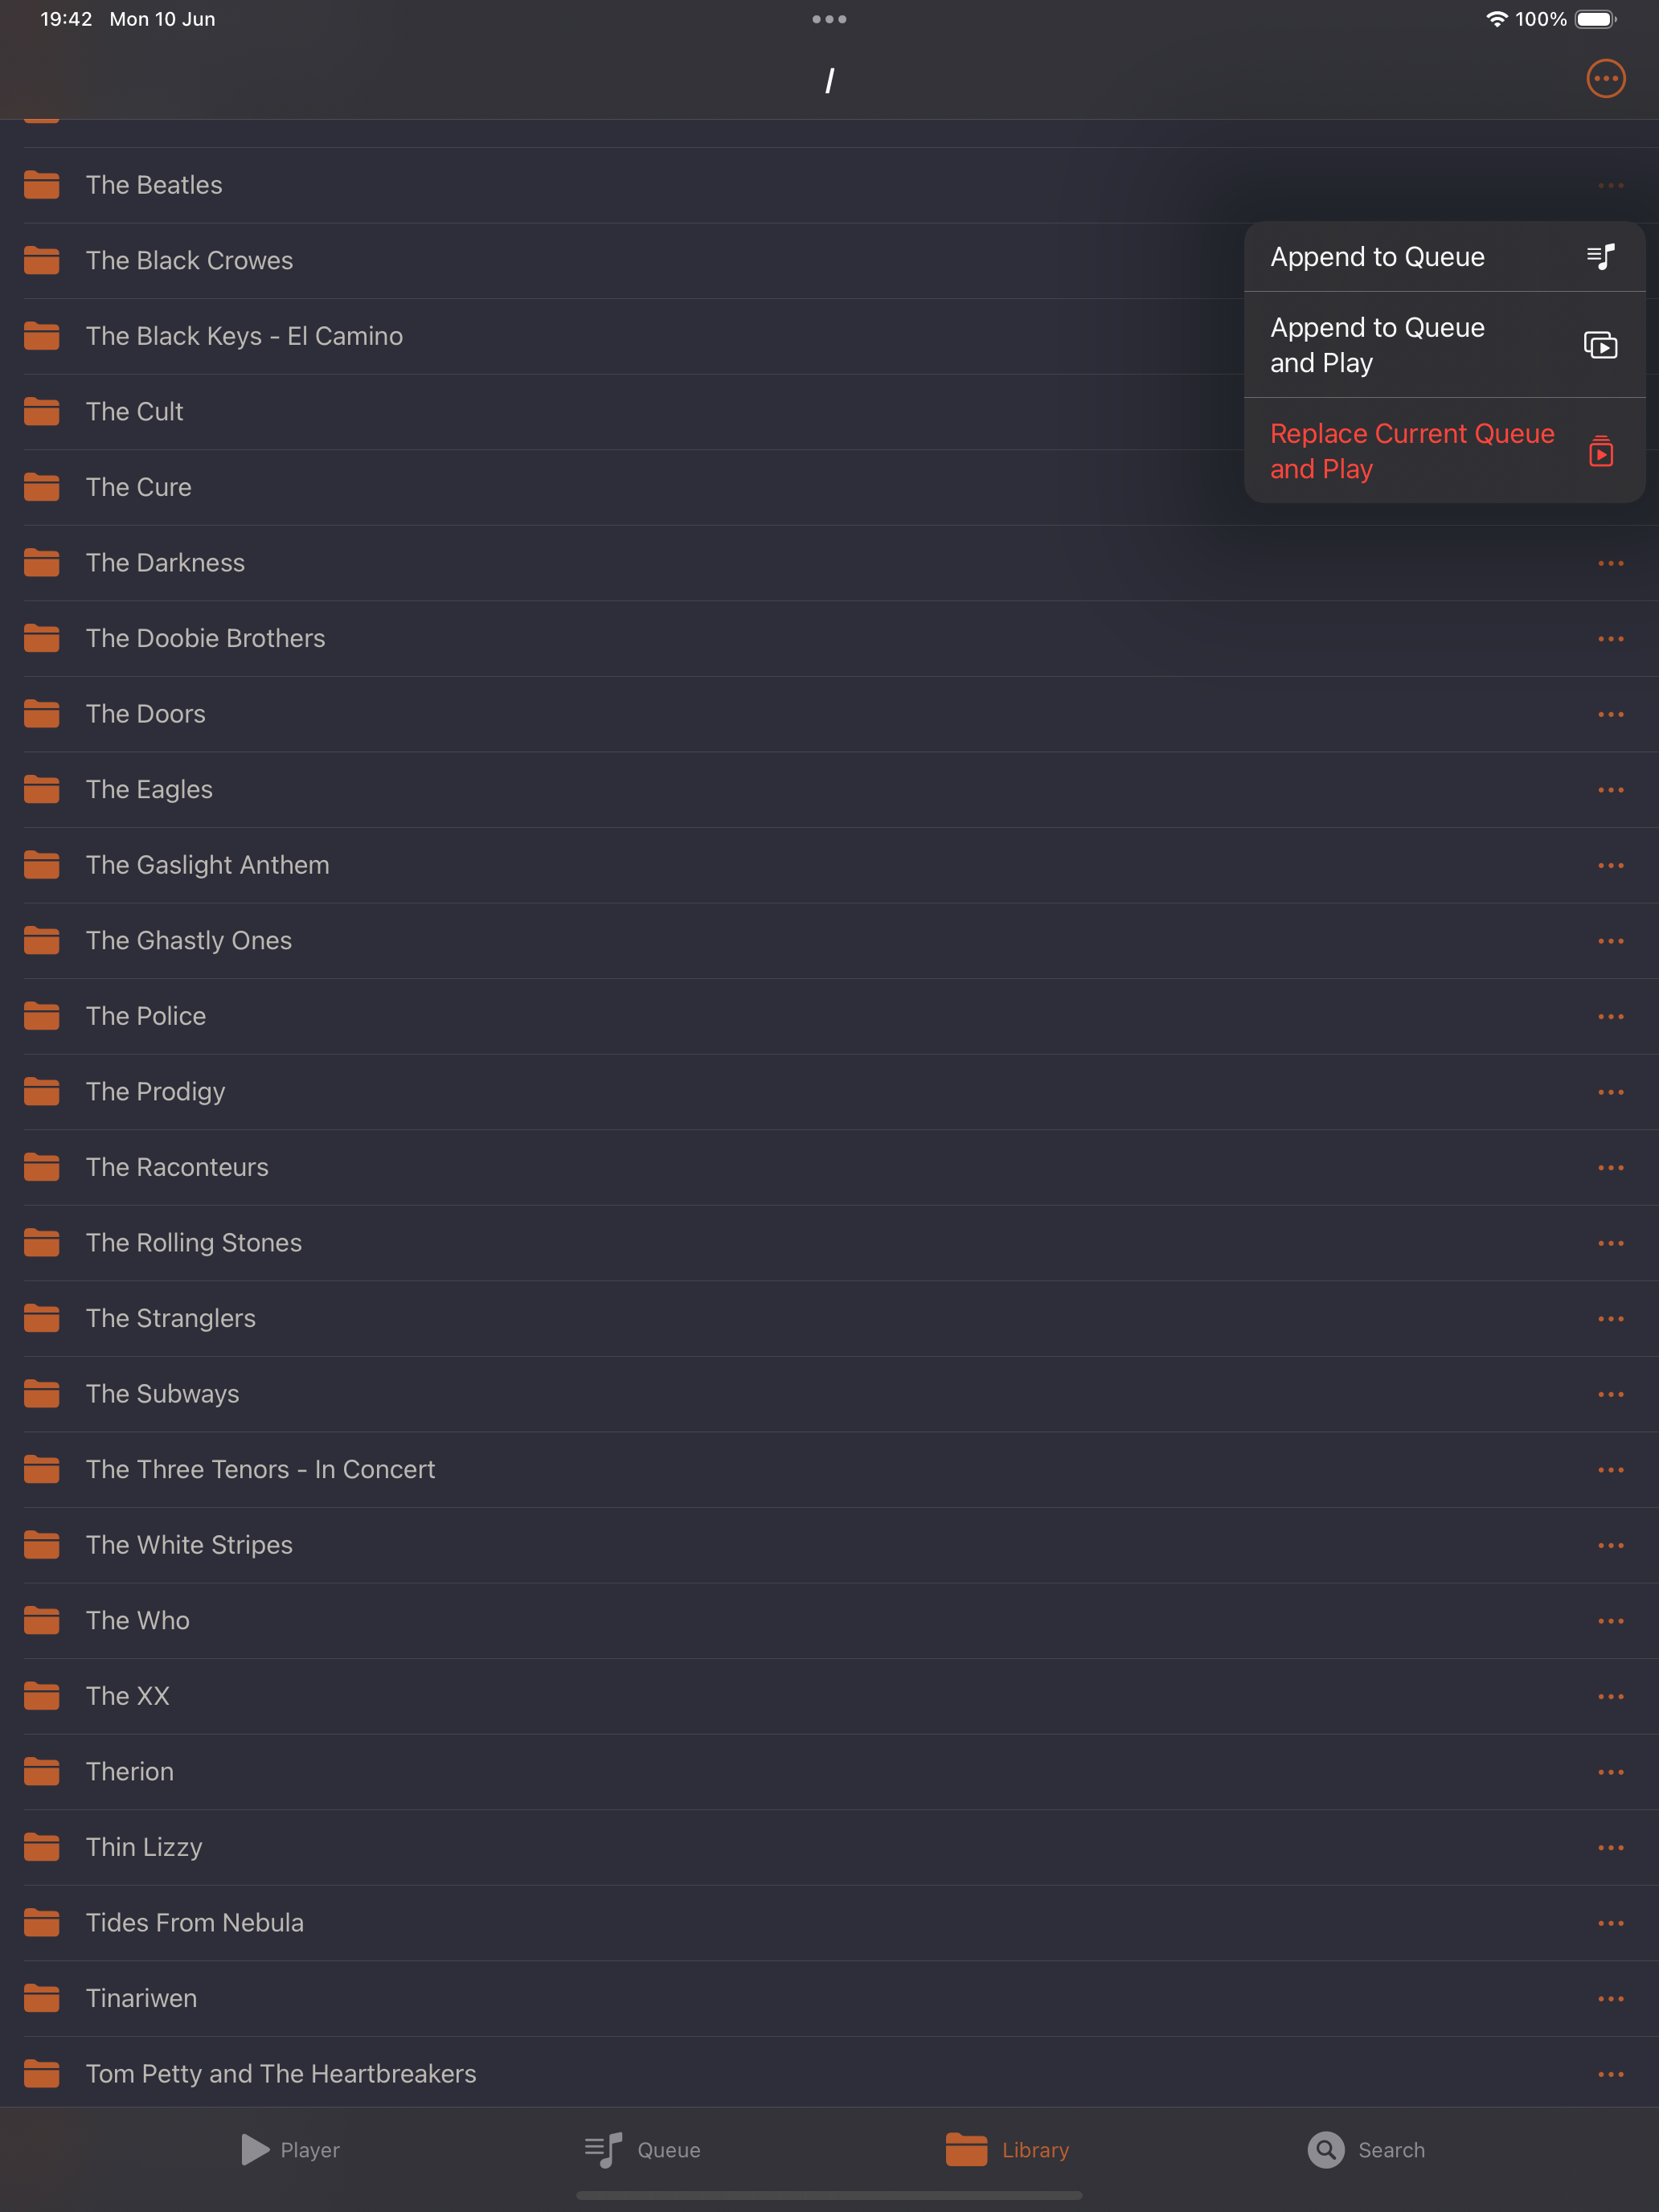 19:42 Mon 10 Jun
100%
/
The Beatles
The Black Crowes
Append to Queue
The Black Keys - El Camino
Append to Queue
and Play
The Cult
Replace Current Queue
and Play
The Cure
The Darkness
The Doobie Brothers
The Doors
The Eagles
The Gaslight Anthem
The Ghastly Ones
The Police
The Prodigy
The Raconteurs
The Rolling Stones
The Stranglers
The Subways
The Three Tenors - In Concert
The White Stripes
The Who
The XX
Therion
Thin Lizzy
Tides From Nebula
Tinariwen
Tom Petty and The Heartbreakers
Player
Queue
Library
Search